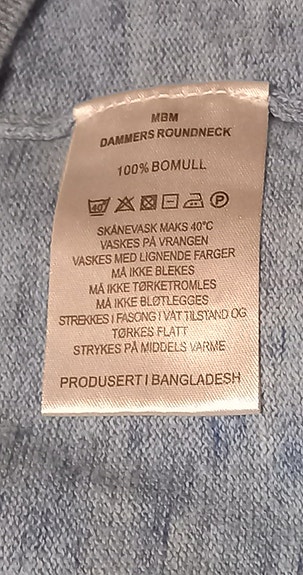 MBM
DAMMERS ROUNDNECK
100% BOMULL
40
P
SKÅNEVASK MAKS 40°C
VASKES PÅ VRANGEN
VASKES MED LIGNENDE FARGER
MÅ IKKE BLEKES
MÅ IKKE TØRKETROMLES
MÅ IKKE BLØTLEGGES
STREKKES I FASONG I VÅT TILSTAND OG
TØRKES FLATT
STRYKES PÅ MIDDELS VARME
PRODUSERT I BANGLADESH